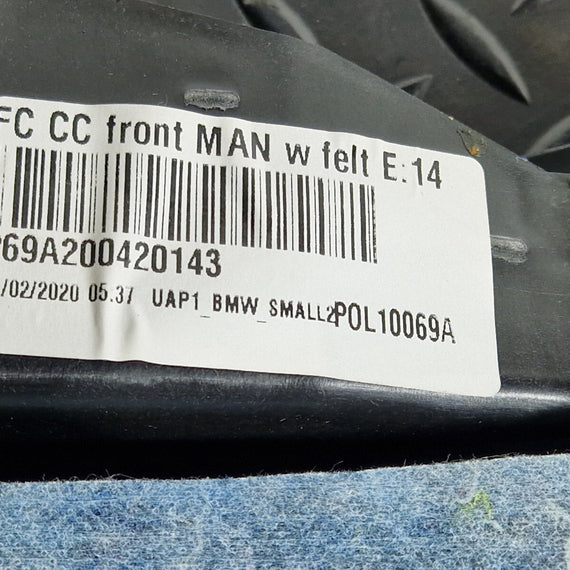 FC CC front MAN w felt E:14
69A200420143
/02/2020 05.37 UAP1_BMW_SMALL2 POL10069A